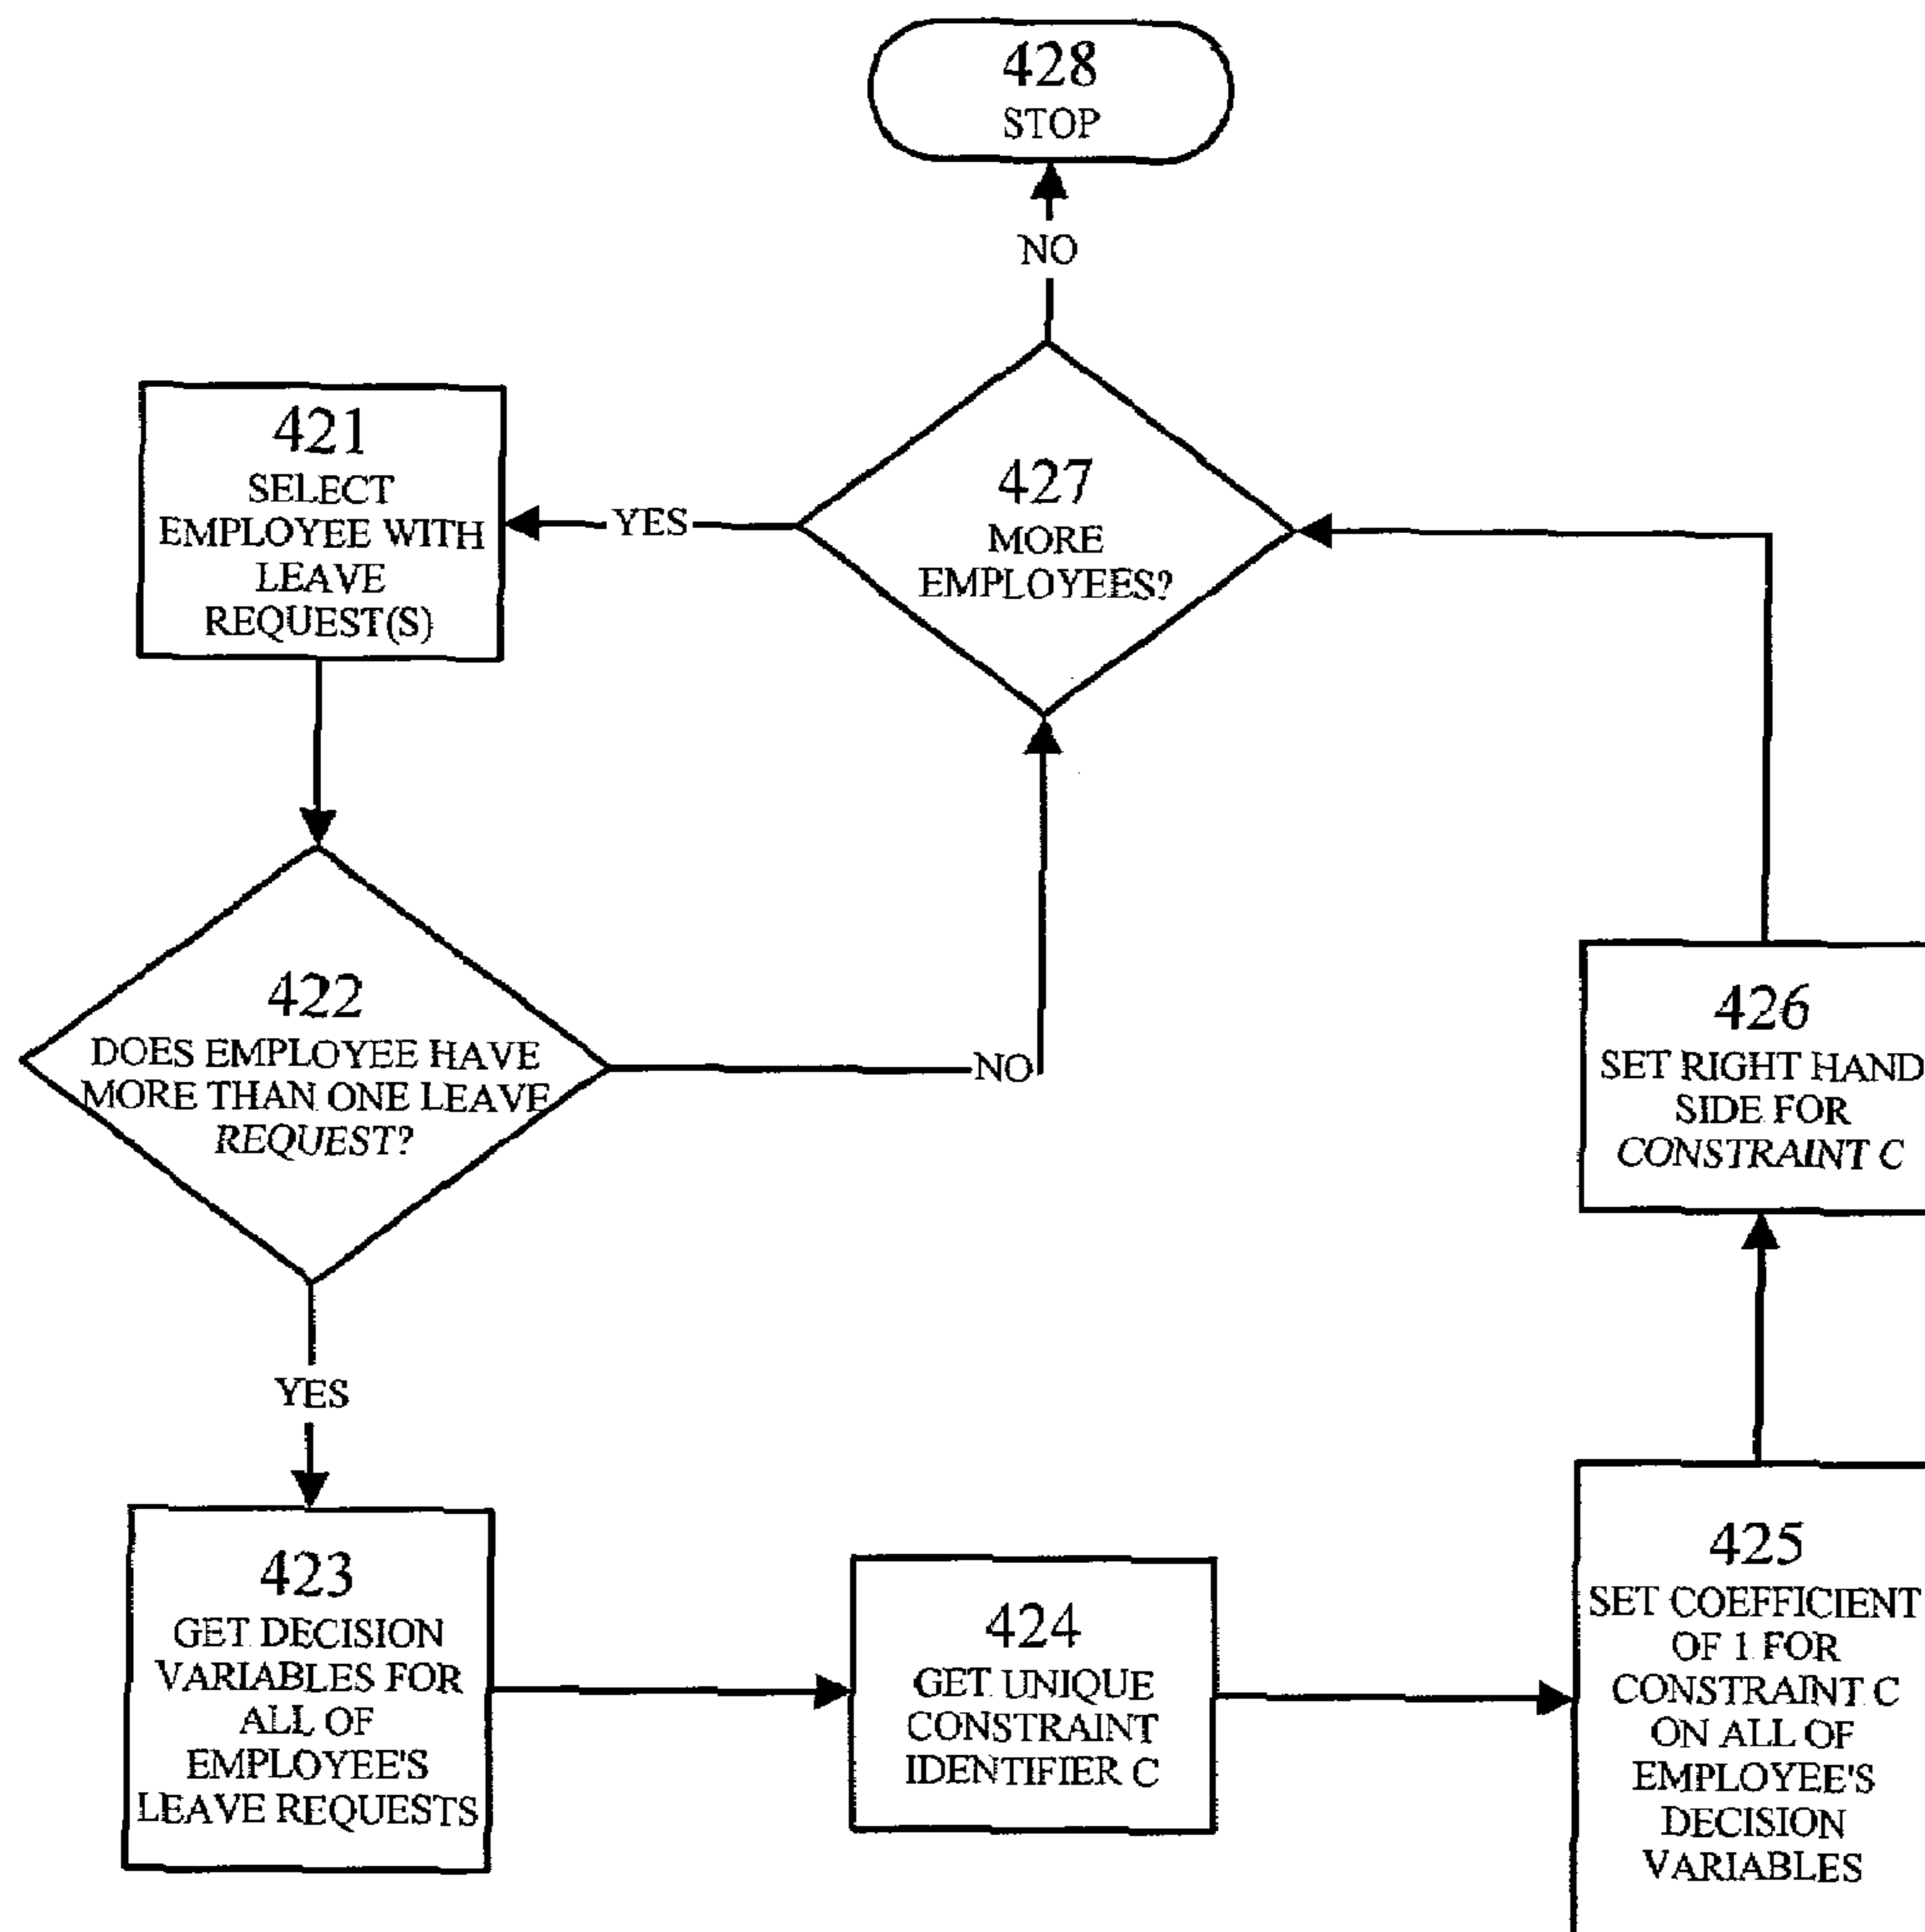 428
STOP
NO
421
SELECT
EMPLOYEE WITH
LEAVE
REQUEST(S)
YES
427
MORE
EMPLOYEES?
422
DOES EMPLOYEE HAVE
MORE THAN ONE LEAVE
REQUEST?
NO
426
SET RIGHT HAND
SIDE FOR
CONSTRAINT C
YES
423
GET DECISION
VARIABLES FOR
ALL OF
EMPLOYEE'S
LEAVE REQUESTS
424
GET UNIQUE
CONSTRAINT
IDENTIFIER C
425
SET COEFFICIENT
OF 1 FOR
CONSTRAINT C
ON ALL OF
EMPLOYEE'S
DECISION
VARIABLES